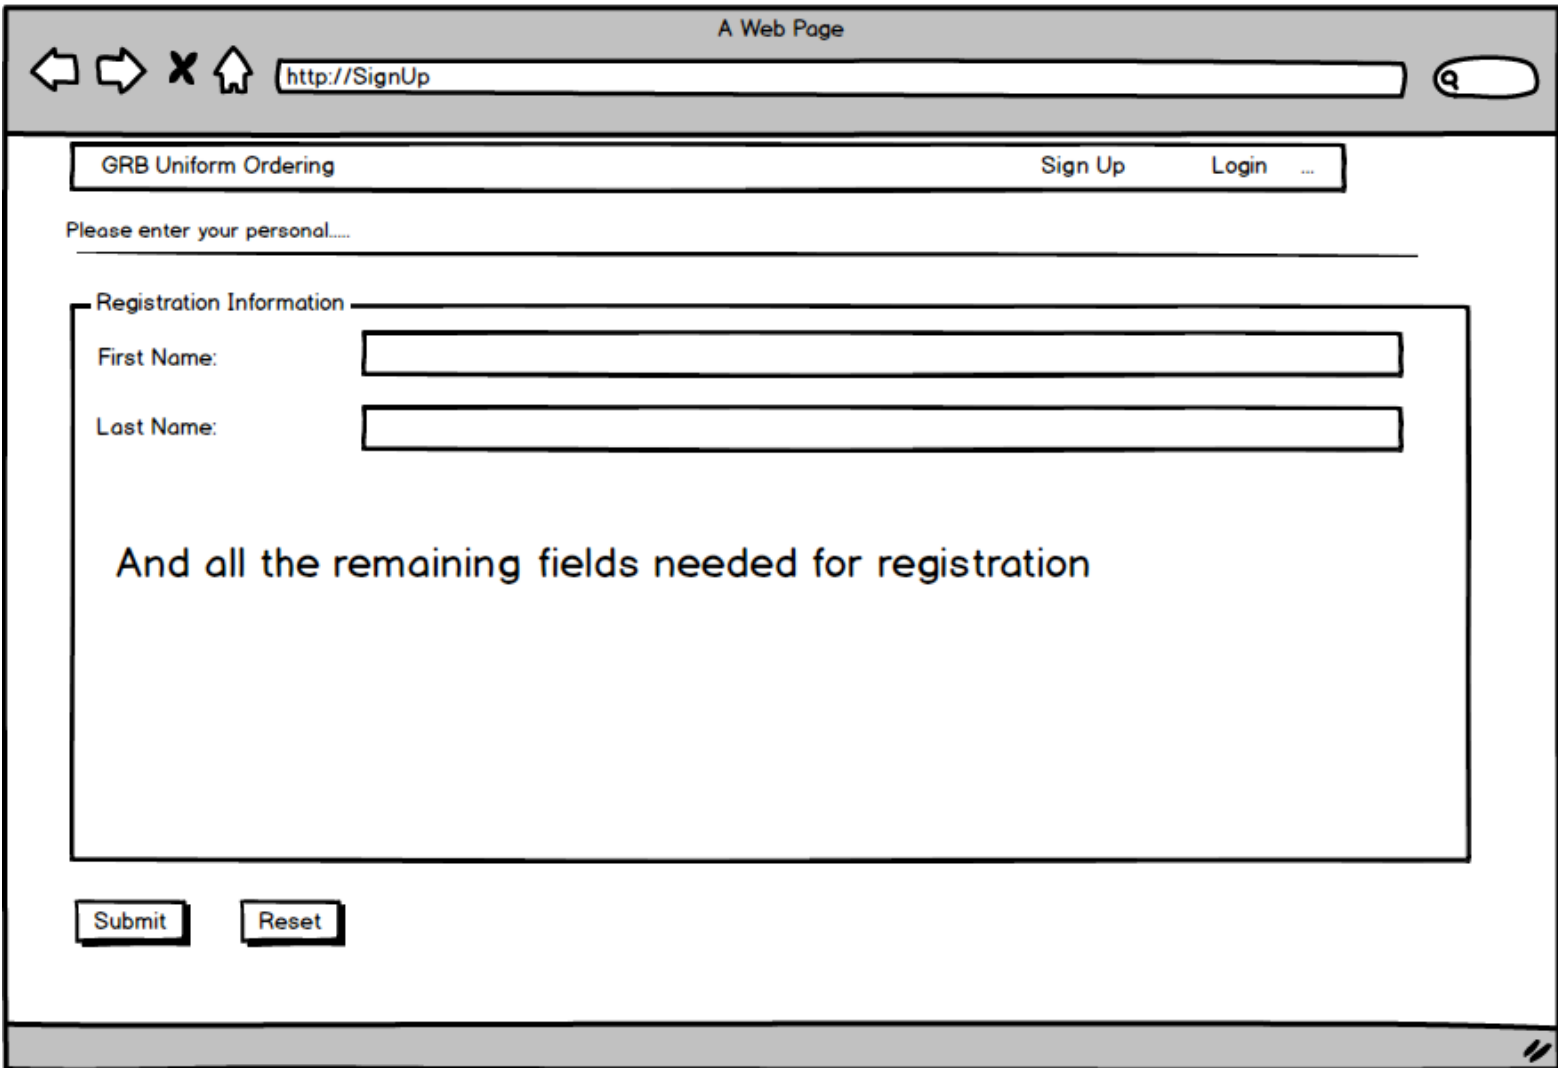 A Web Page
http://SignUp
GRB Uniform Ordering Sign Up Login ...
Please enter your personal.....
Registration Information
First Name:
Last Name:
And all the remaining fields needed for registration
Submit Reset